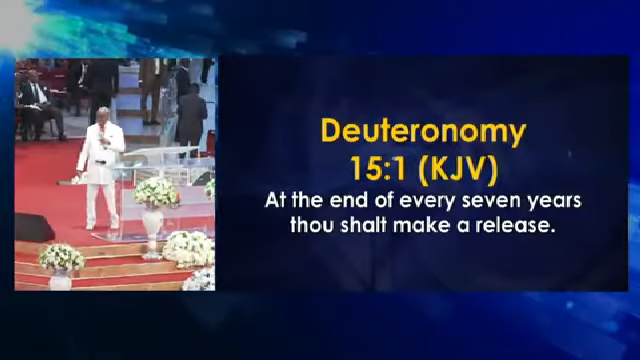 Deuteronomy
15:1 (KJV)
At the end of every seven years
thou shalt make a release.